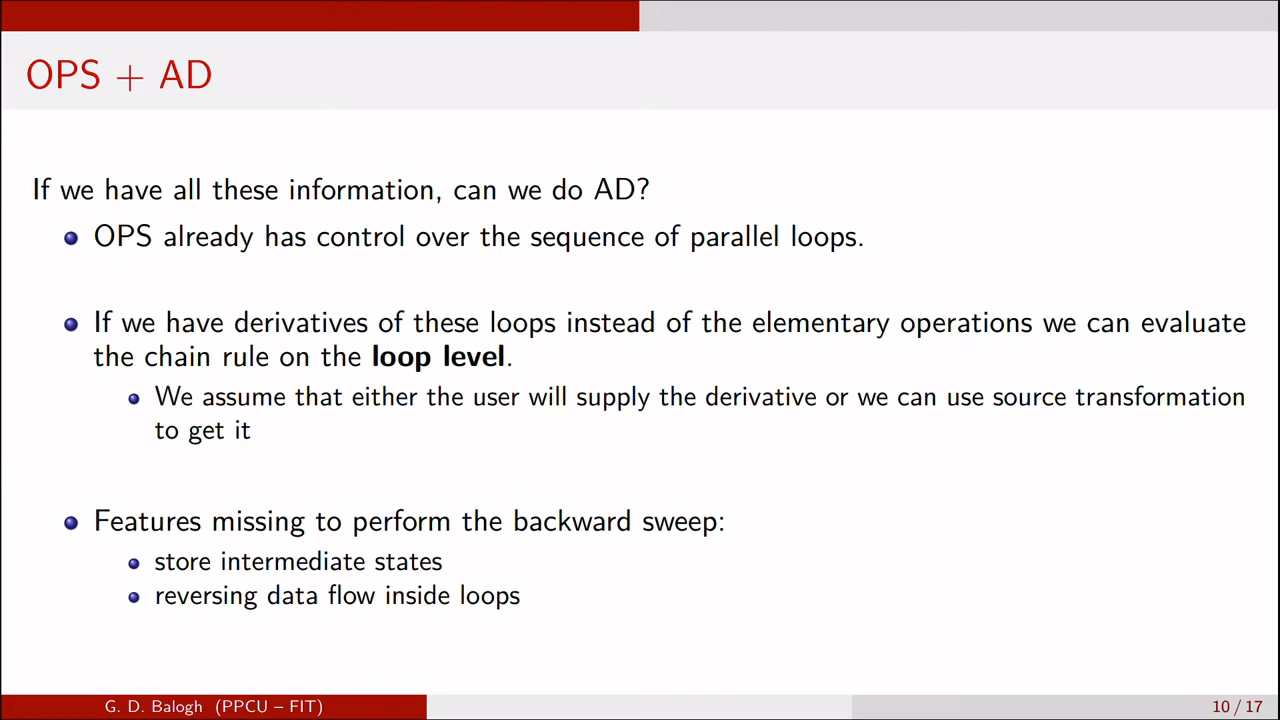 OPS + AD
If we have all these information, can we do AD?
OPS already has control over the sequence of parallel loops.
If we have derivatives of these loops instead of the elementary operations we can evaluate
the chain rule on the loop level.
We assume that either the user will supply the derivative or we can use source transformation
to get it
Features missing to perform the backward sweep:
store intermediate states
reversing data flow inside loops
G. D. Balogh (PPCU – FIT)
10 / 17